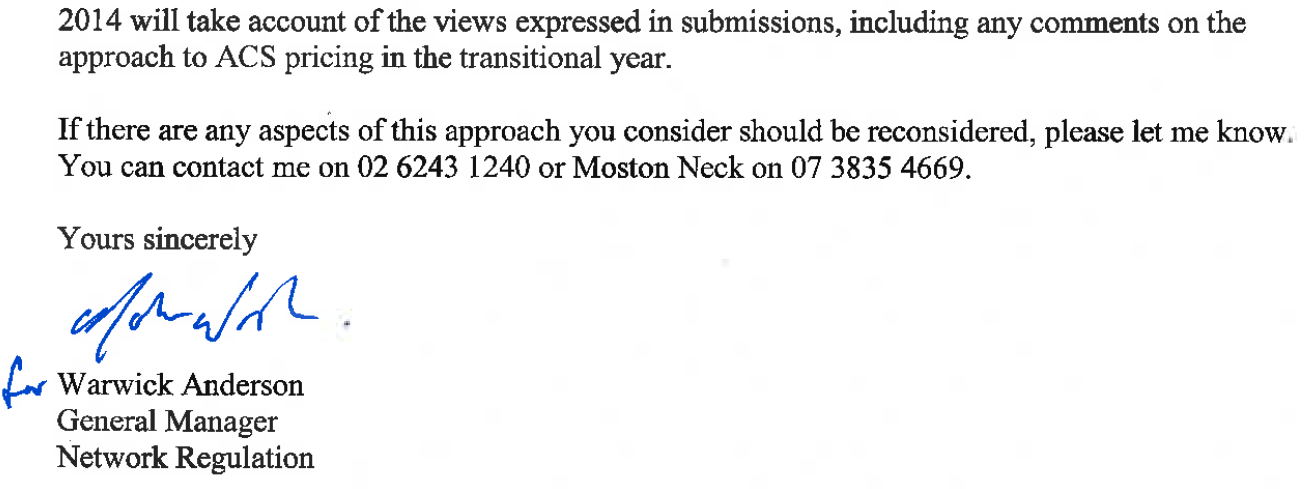 2014 will take account of the views expressed in submissions, including any comments on the
approach to ACS pricing in the transitional year.
If there are any aspects of this approach you consider should be reconsidered, please let me know.
You can contact me on 02 6243 1240 or Moston Neck on 07 3835 4669.
Yours sincerely
for Warwick Anderson
General Manager
Network Regulation